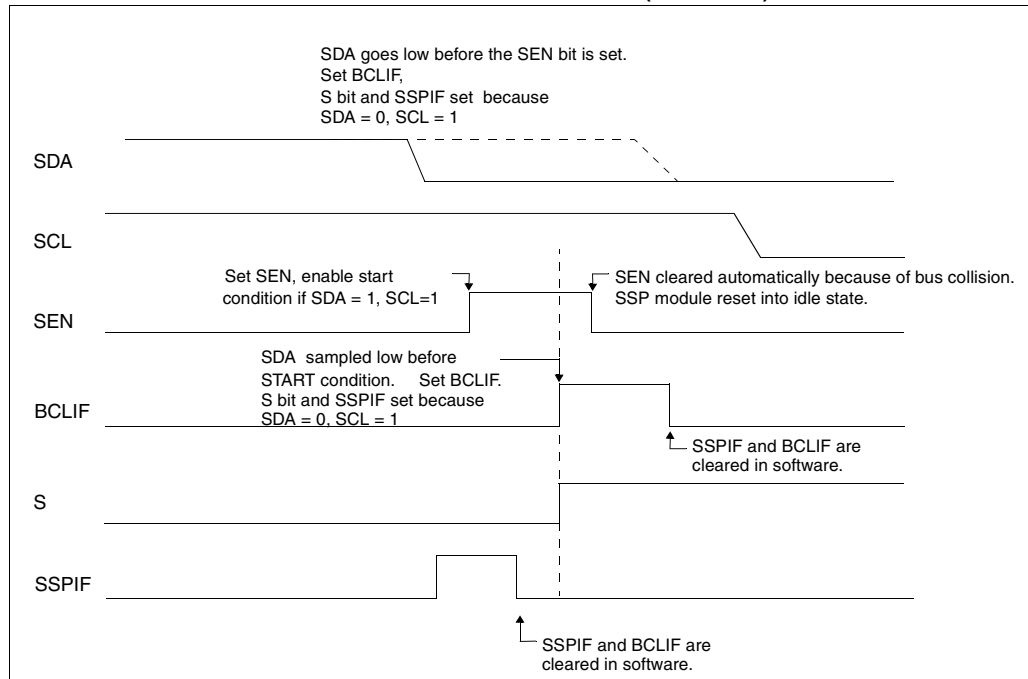 SDA goes low before the SEN bit is set.
Set BCLIF,
S bit and SSPIF set because
SDA = 0, SCL = 1
SDA
SCL
Set SEN, enable start
condition if SDA = 1, SCL=1
SEN cleared automatically because of bus collision.
SSP module reset into idle state.
SEN
SDA sampled low before
START condition. Set BCLIF.
S bit and SSPIF set because
SDA = 0, SCL = 1
BCLIF
SSPIF and BCLIF are
cleared in software.
S
SSPIF
SSPIF and BCLIF are
cleared in software.